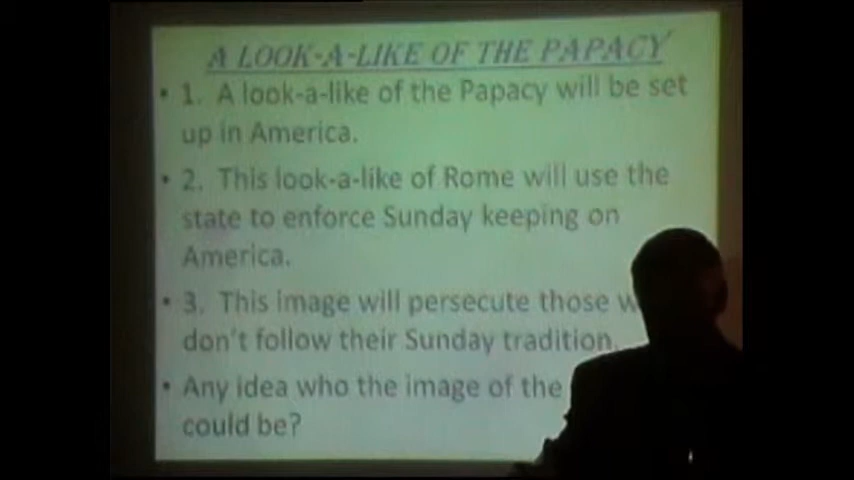 A LOOK-A-LIKE OF THE PAPACY
• 1. A look-a-like of the Papacy will be set
up in America.
• 2. This look-a-like of Rome will use the
state to enforce Sunday keeping on
America.
• 3. This image will persecute those
don't follow their Sunday tradition.
• Any idea who the image of the
could be?